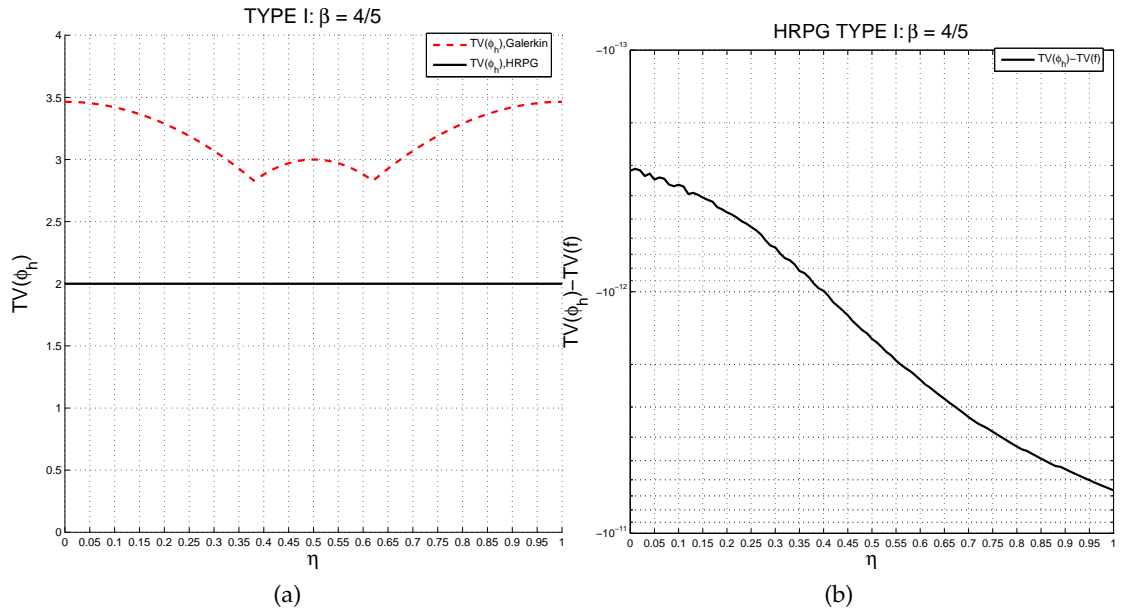 TYPE I: β = 4/5
TV(ϕ_h)
4
3.5
3
2.5
2
1.5
1
0.5
0
TV(ϕ_h),Galerkin
TV(ϕ_h),HRPG
0 0.05 0.1 0.15 0.2 0.25 0.3 0.35 0.4 0.45 0.5 0.55 0.6 0.65 0.7 0.75 0.8 0.85 0.9 0.95 1
η
(a)
HRPG TYPE I: β = 4/5
TV(ϕ_h)−TV(f)
−10^−13
−10^−12
−10^−11
TV(ϕ_h)−TV(f)
0 0.05 0.1 0.15 0.2 0.25 0.3 0.35 0.4 0.45 0.5 0.55 0.6 0.65 0.7 0.75 0.8 0.85 0.9 0.95 1
η
(b)